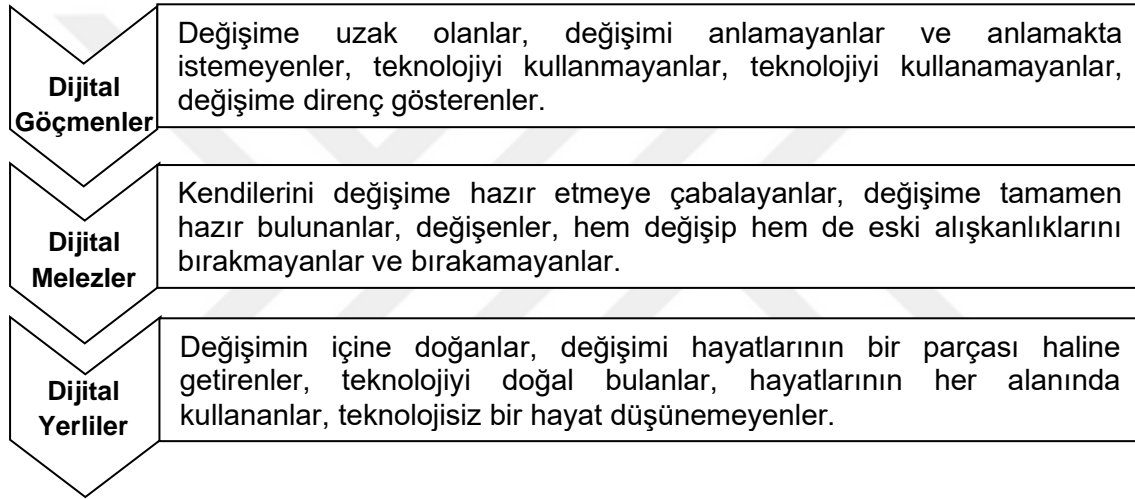 Dijital
Göçmenler
Değişime uzak olanlar, değişimi anlamayanlar ve anlamakta
istemeyenler, teknolojiyi kullanmayanlar, teknolojiyi kullanamayanlar,
değişime direnç gösterenler.
Dijital
Melezler
Kendilerini değişime hazır etmeye çabalayanlar, değişime tamamen
hazır bulunanlar, değişenler, hem değişip hem de eski alışkanlıklarını
bırakmayanlar ve bırakamayanlar.
Dijital
Yerliler
Değişimin içine doğanlar, değişimi hayatlarının bir parçası haline
getirenler, teknolojiyi doğal bulanlar, hayatlarının her alanında
kullananlar, teknolojisiz bir hayat düşünemeyenler.